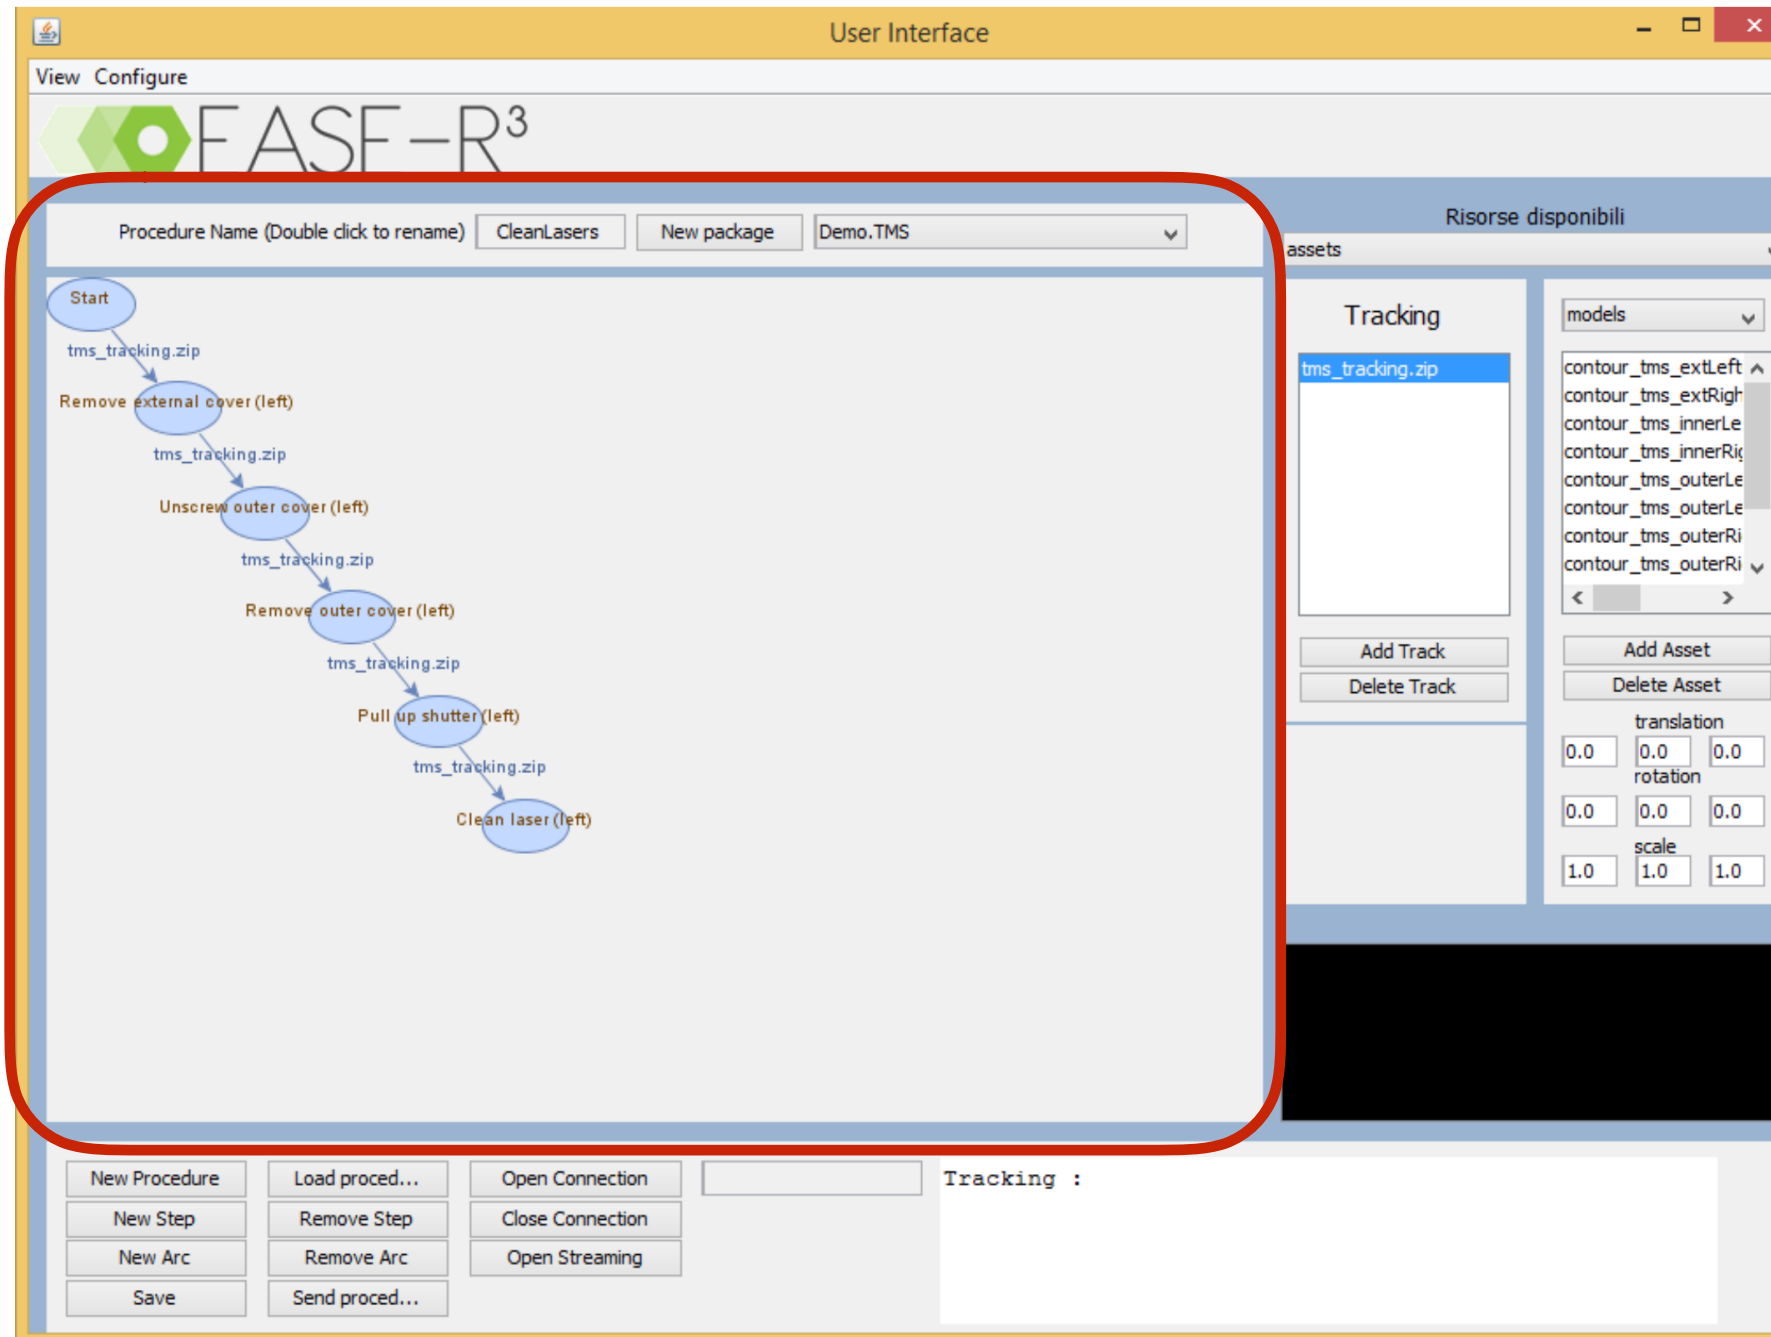 User Interface
View Configure
EASE-R³
Procedure Name (Double click to rename) CleanLasers New package Demo.TMS
Risorse disponibili
assets
Start
tms_tracking.zip
Remove external cover (left)
tms_tracking.zip
Unscrew outer cover (left)
tms_tracking.zip
Remove outer cover (left)
tms_tracking.zip
Pull up shutter (left)
tms_tracking.zip
Clean laser (left)
Tracking
tms_tracking.zip
Add Track
Delete Track
models
contour_tms_extLeft
contour_tms_extRigh
contour_tms_innerLe
contour_tms_innerRig
contour_tms_outerLe
contour_tms_outerLe
contour_tms_outerRi
contour_tms_outerRi
Add Asset
Delete Asset
translation
0.0 0.0 0.0
rotation
0.0 0.0 0.0
scale
1.0 1.0 1.0
New Procedure Load proced... Open Connection
New Step Remove Step Close Connection
New Arc Remove Arc Open Streaming
Save Send proced...
Tracking :